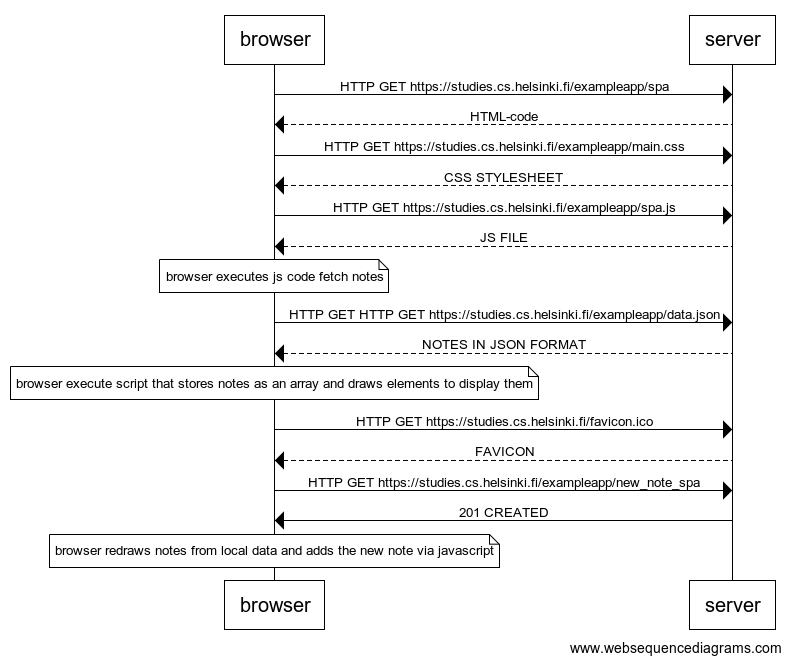 browser
server
HTTP GET https://studies.cs.helsinki.fi/exampleapp/spa
HTML-code
HTTP GET https://studies.cs.helsinki.fi/exampleapp/main.css
CSS STYLESHEET
HTTP GET https://studies.cs.helsinki.fi/exampleapp/spa.js
JS FILE
browser executes js code fetch notes
HTTP GET HTTP GET https://studies.cs.helsinki.fi/exampleapp/data.json
NOTES IN JSON FORMAT
browser execute script that stores notes as an array and draws elements to display them
HTTP GET https://studies.cs.helsinki.fi/favicon.ico
FAVICON
HTTP GET https://studies.cs.helsinki.fi/exampleapp/new_note_spa
201 CREATED
browser redraws notes from local data and adds the new note via javascript
browser
server
www.websequencediagrams.com